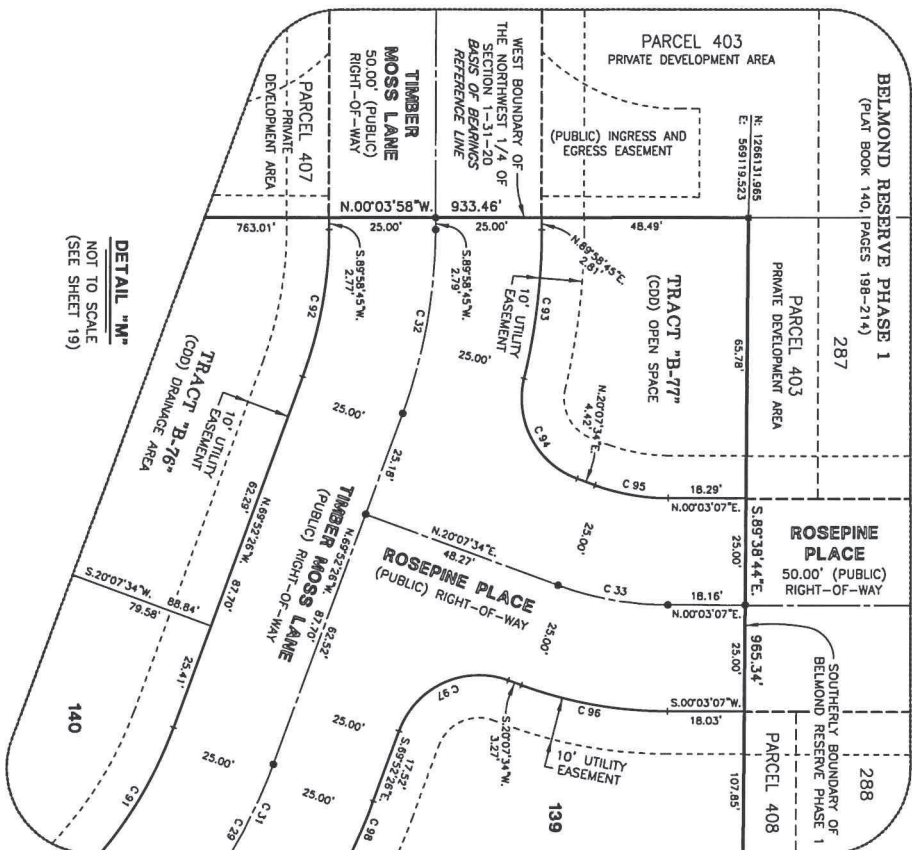 BELMOND RESERVE PHASE 1
(PLAT BOOK 140, PAGES 198-214)
287
PARCEL 403
PRIVATE DEVELOPMENT AREA
ROSEPINE
PLACE
50.00' (PUBLIC)
RIGHT-OF-WAY
SOUTHERLY BOUNDARY OF
BELMOND RESERVE PHASE 1
288
PARCEL 408
N: 1266131.965
E: 569119.523
65.78'
S.89°38'44"E.
25.00'
965.34'
25.00'
107.85'
PARCEL 403
PRIVATE DEVELOPMENT AREA
(PUBLIC) INGRESS AND
EGRESS EASEMENT
WEST BOUNDARY OF
THE NORTHWEST 1/4 OF
SECTION 1-31-20
BASIS OF BEARINGS
REFERENCE LINE
TIMBER
MOSS LANE
50.00' (PUBLIC)
RIGHT-OF-WAY
PARCEL 407
PRIVATE
DEVELOPMENT AREA
N.00°03'58"W.
933.46'
48.49'
25.00'
25.00'
763.01'
TRACT "B-77"
(CDD) OPEN SPACE
N.89°58'45"E.
2.81'
S.89°58'45"W.
2.79'
S.89°58'45"W.
2.77'
C 93
10' UTILITY
EASEMENT
C 94
N.20°07'34"E.
4.42'
C 95
18.29'
N.00°03'07"E.
C 32
25.00'
25.00'
25.18'
C 92
N.20°07'34"E.
48.27'
25.00'
ROSEPINE PLACE
(PUBLIC) RIGHT-OF-WAY
C 33
18.16'
N.00°03'07"E.
25.00'
S.00°03'07"W.
18.03'
C 96
S.20°07'34"W.
3.27'
10' UTILITY
EASEMENT
C 97
139
N.69°52'26"W. 87.70'
62.52'
TIMBER MOSS LANE
(PUBLIC) RIGHT-OF-WAY
25.00'
25.00'
25.00'
S.69°52'26"E.
17.52'
C 98
C 31
C 29
N.69°52'26"W. 87.70'
62.29'
25.41'
C 91
10' UTILITY
EASEMENT
TRACT "B-76"
(CDD) DRAINAGE AREA
S.20°07'34"W. 88.84'
79.58'
140
DETAIL "M"
NOT TO SCALE
(SEE SHEET 19)